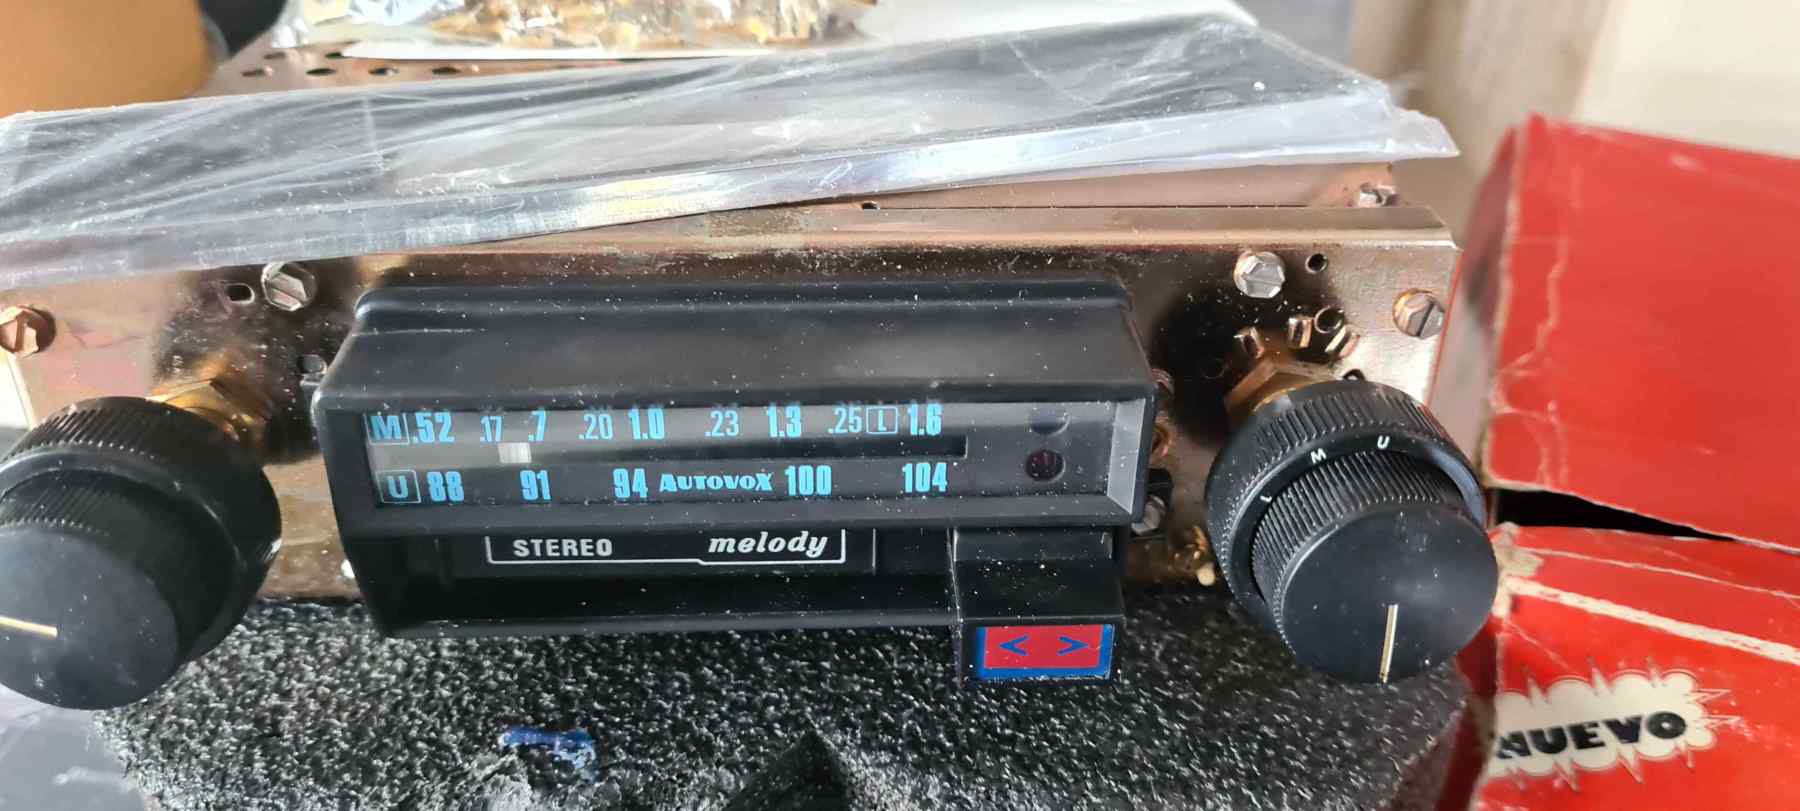 M .52 .17 .7 .20 1.0 .23 1.3 .25 L 1.6
U 88 91 94 AUTOVOX 100 104
STEREO melody
< >
L M U
NUEVO